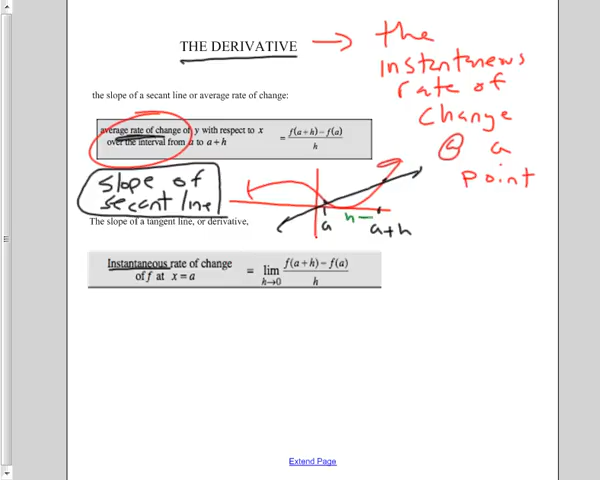 THE DERIVATIVE
the
instantanews
rate of
change
@ a
point
the slope of a secant line or average rate of change:
average rate of change of y with respect to x
over the interval from a to a + h
= f(a + h) – f(a)
h
slope of
secant line
a
h
a+h
The slope of a tangent line, or derivative,
Instantaneous rate of change
of f at x = a
= lim f(a + h) – f(a)
h→0 h
Extend Page